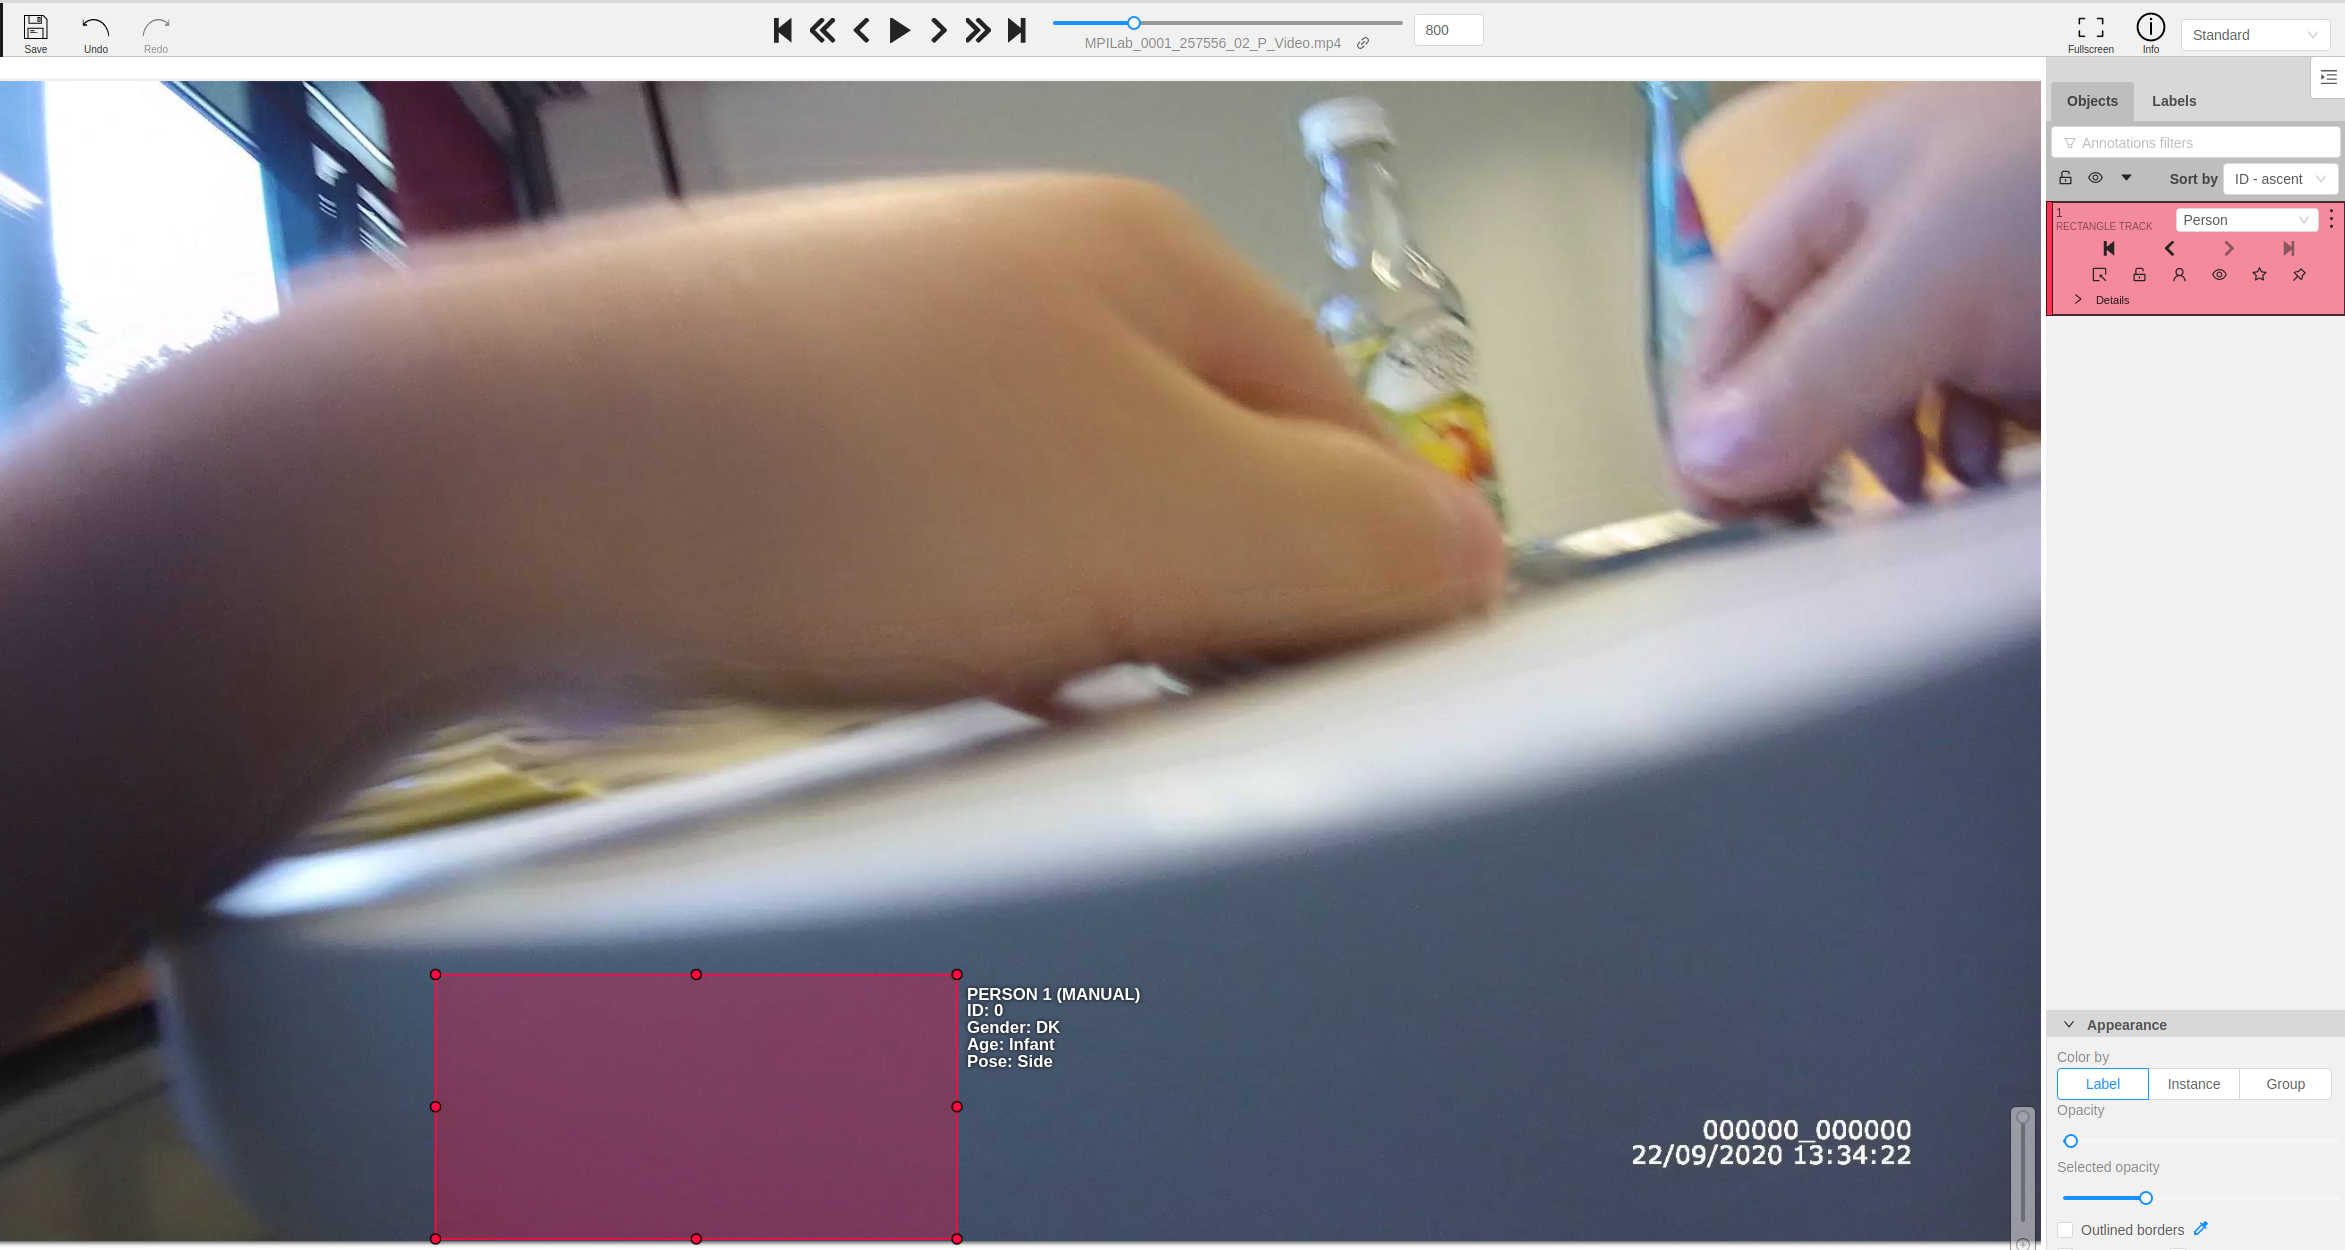 Save
Undo
Redo
MPILab_0001_257556_02_P_Video.mp4
800
Fullscreen
Info
Standard
Objects
Labels
Annotations filters
Sort by
ID - ascent
1
RECTANGLE TRACK
Person
Details
PERSON 1 (MANUAL)
ID: 0
Gender: DK
Age: Infant
Pose: Side
000000_000000
22/09/2020 13:34:22
Appearance
Color by
Label
Instance
Group
Opacity
Selected opacity
Outlined borders